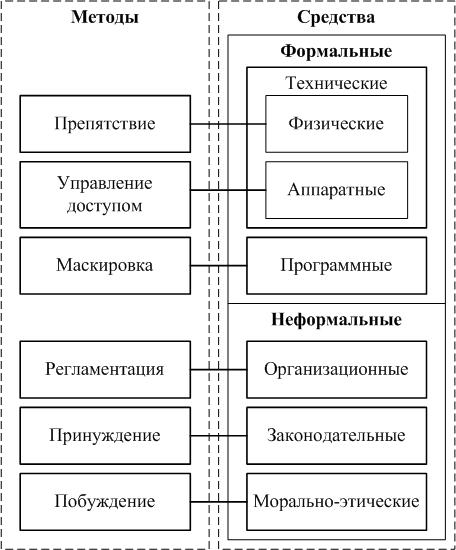 Методы
Средства
Формальные
Технические
Препятствие
Физические
Управление
доступом
Аппаратные
Маскировка
Программные
Неформальные
Регламентация
Организационные
Принуждение
Законодательные
Побуждение
Морально-этические